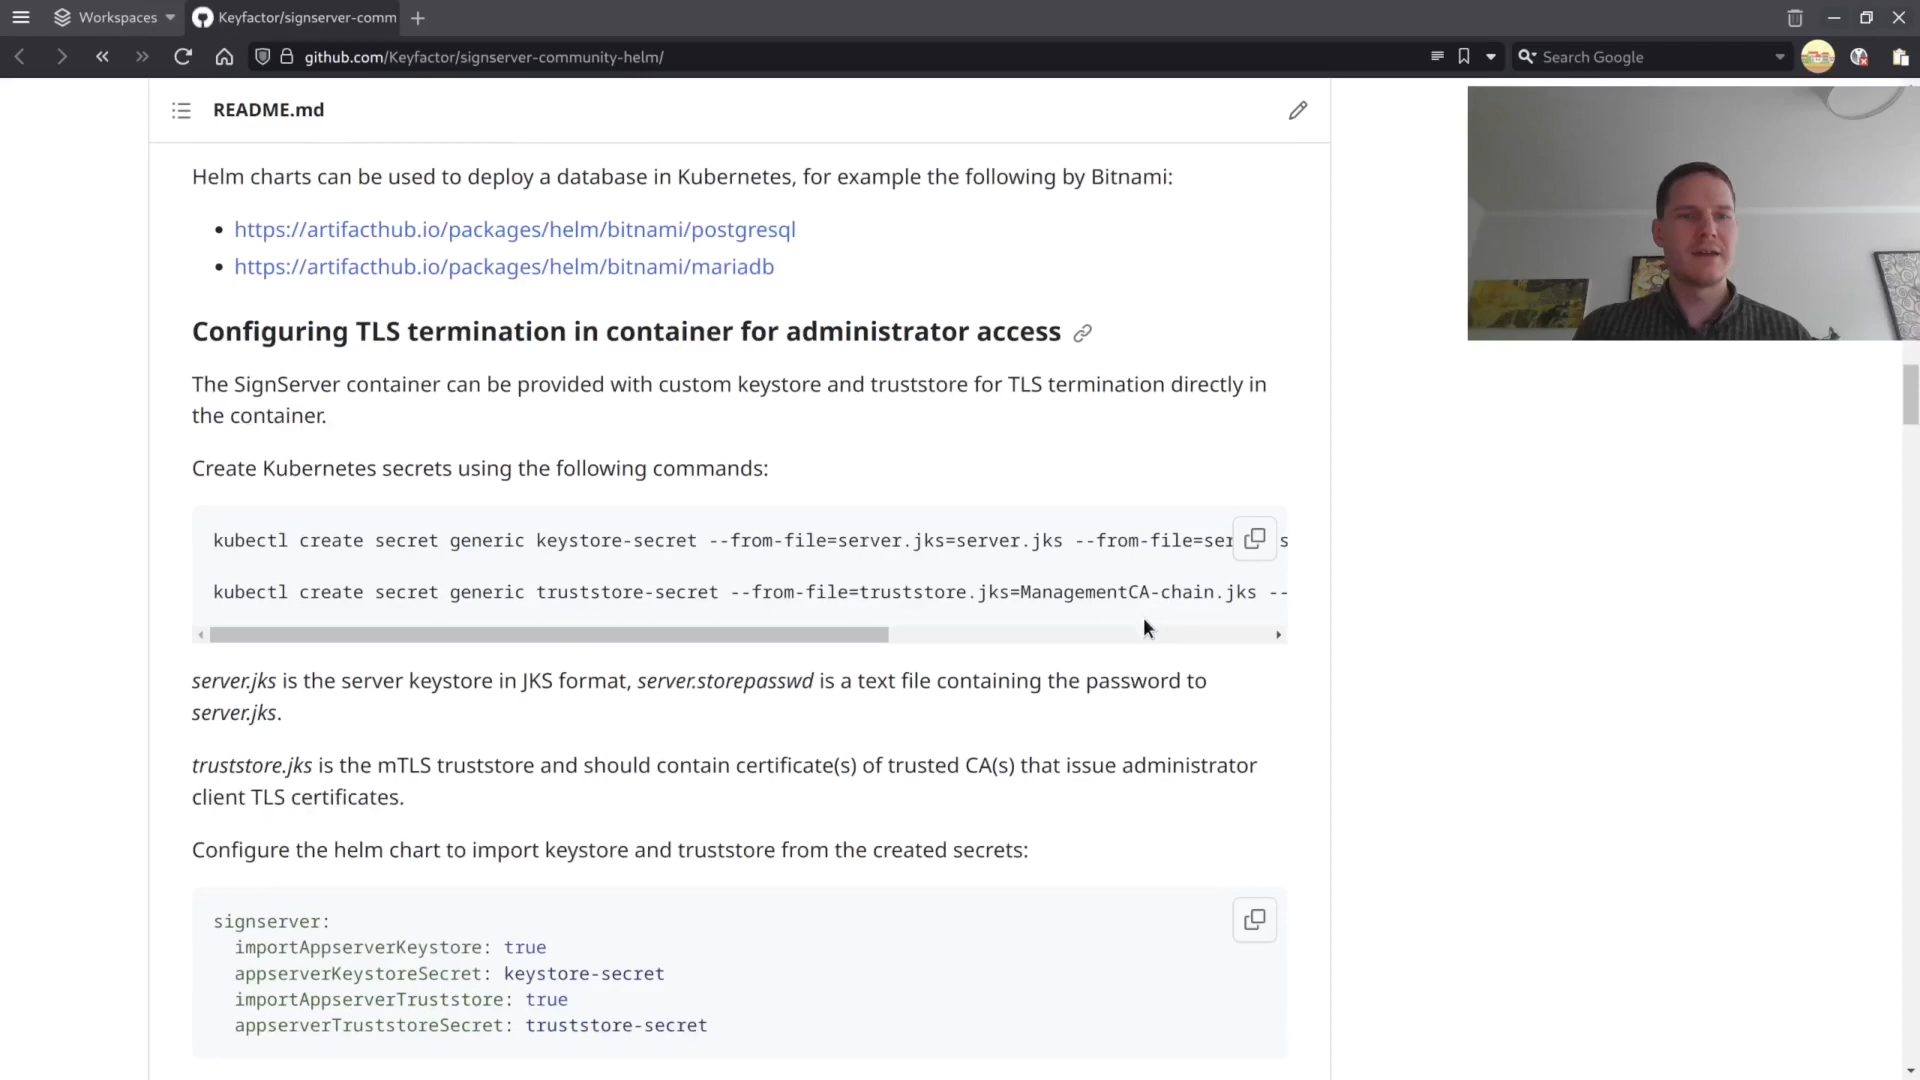 Workspaces
Keyfactor/signserver-comm
github.com/Keyfactor/signserver-community-helm/
Search Google
README.md
Helm charts can be used to deploy a database in Kubernetes, for example the following by Bitnami:
https://artifacthub.io/packages/helm/bitnami/postgresql
https://artifacthub.io/packages/helm/bitnami/mariadb
Configuring TLS termination in container for administrator access
The SignServer container can be provided with custom keystore and truststore for TLS termination directly in
the container.
Create Kubernetes secrets using the following commands:
kubectl create secret generic keystore-secret --from-file=server.jks=server.jks --from-file=ser s
kubectl create secret generic truststore-secret --from-file=truststore.jks=ManagementCA-chain.jks --
server.jks is the server keystore in JKS format, server.storepasswd is a text file containing the password to
server.jks.
truststore.jks is the mTLS truststore and should contain certificate(s) of trusted CA(s) that issue administrator
client TLS certificates.
Configure the helm chart to import keystore and truststore from the created secrets:
signserver:
importAppserverKeystore: true
appserverKeystoreSecret: keystore-secret
importAppserverTruststore: true
appserverTruststoreSecret: truststore-secret